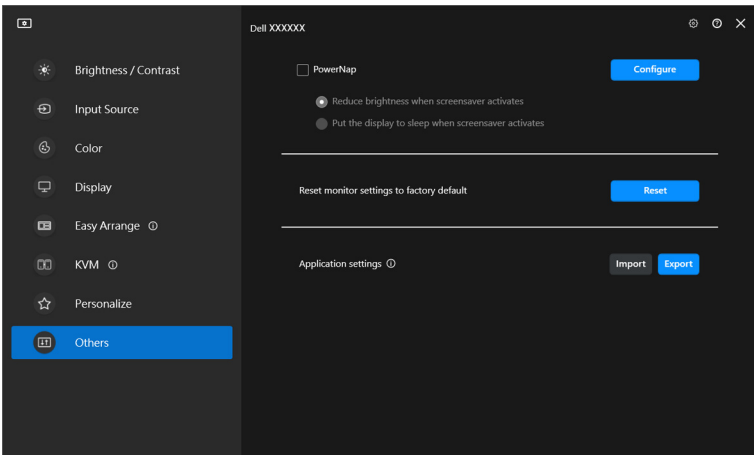 Dell XXXXXX
Brightness / Contrast
Input Source
Color
Display
Easy Arrange
KVM
Personalize
Others
PowerNap
Configure
Reduce brightness when screensaver activates
Put the display to sleep when screensaver activates
Reset monitor settings to factory default
Reset
Application settings
Import
Export